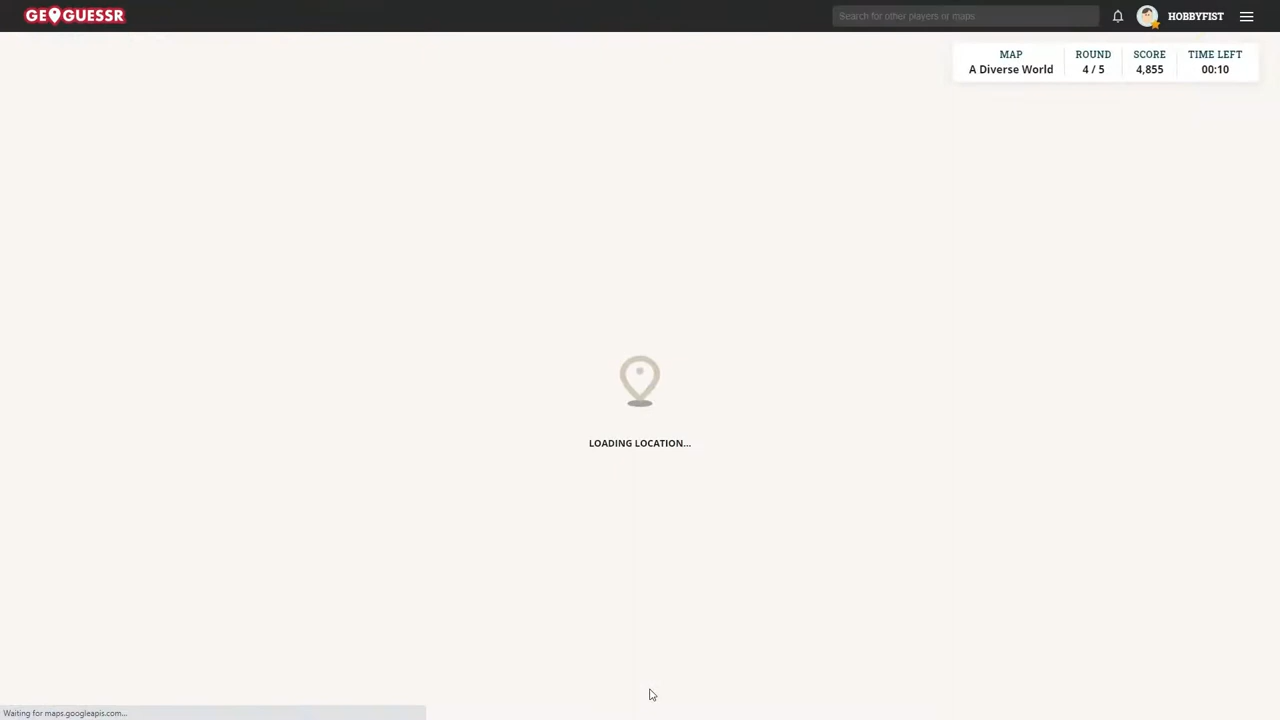 GEOGUESSR
Search for other players or maps
HOBBYFIST
MAP
A Diverse World
ROUND
4 / 5
SCORE
4,855
TIME LEFT
00:10
LOADING LOCATION...
Waiting for maps.googleapis.com...